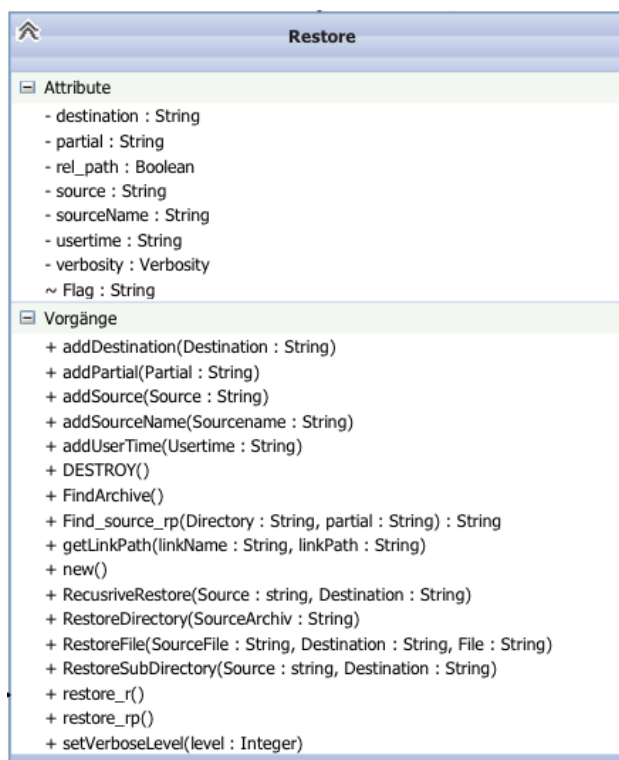 Restore
Attribute
- destination : String
- partial : String
- rel_path : Boolean
- source : String
- sourceName : String
- usertime : String
- verbosity : Verbosity
~ Flag : String
Vorgänge
+ addDestination(Destination : String)
+ addPartial(Partial : String)
+ addSource(Source : String)
+ addSourceName(Sourcename : String)
+ addUserTime(Usertime : String)
+ DESTROY()
+ FindArchive()
+ Find_source_rp(Directory : String, partial : String) : String
+ getLinkPath(linkName : String, linkPath : String)
+ new()
+ RecusriveRestore(Source : string, Destination : String)
+ RestoreDirectory(SourceArchiv : String)
+ RestoreFile(SourceFile : String, Destination : String, File : String)
+ RestoreSubDirectory(Source : string, Destination : String)
+ restore_r()
+ restore_rp()
+ setVerboseLevel(level : Integer)